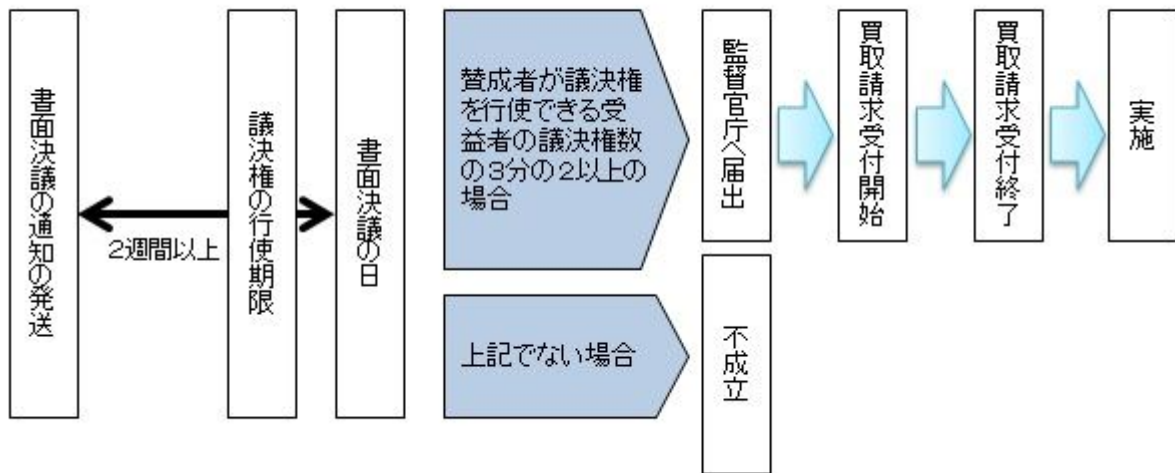 書面決議の通知の発送
2週間以上
議決権の行使期限
書面決議の日
賛成者が議決権
を行使できる受
益者の議決権数
の3分の2以上の
場合
監督官庁へ届出
買取請求受付開始
買取請求受付終了
実施
上記でない場合
不成立